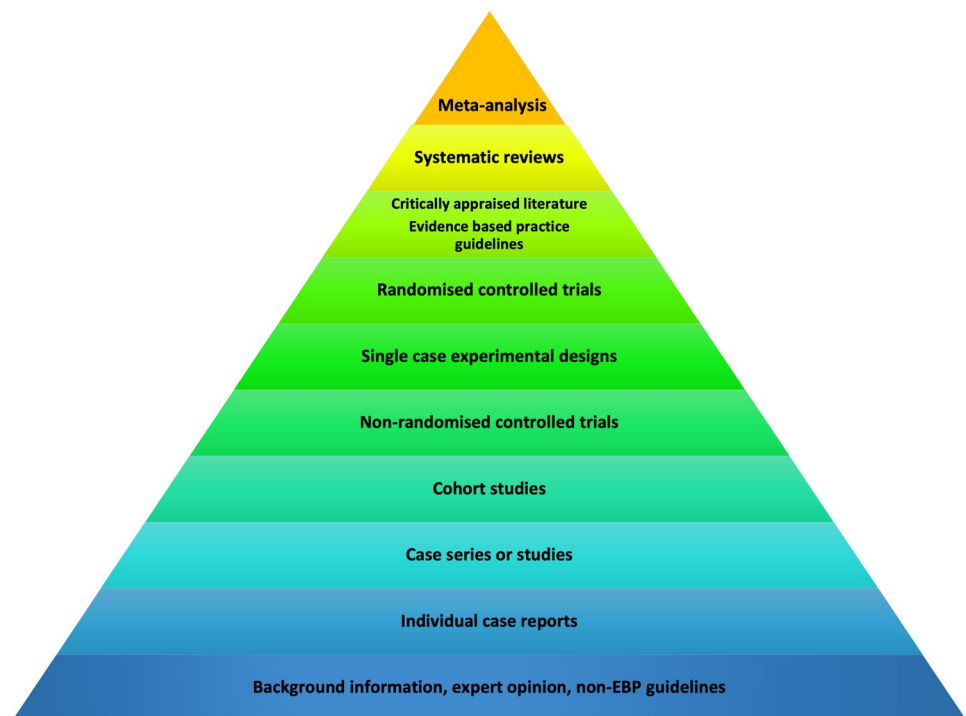 Meta-analysis
Systematic reviews
Critically appraised literature
Evidence based practice
guidelines
Randomised controlled trials
Single case experimental designs
Non-randomised controlled trials
Cohort studies
Case series or studies
Individual case reports
Background information, expert opinion, non-EBP guidelines